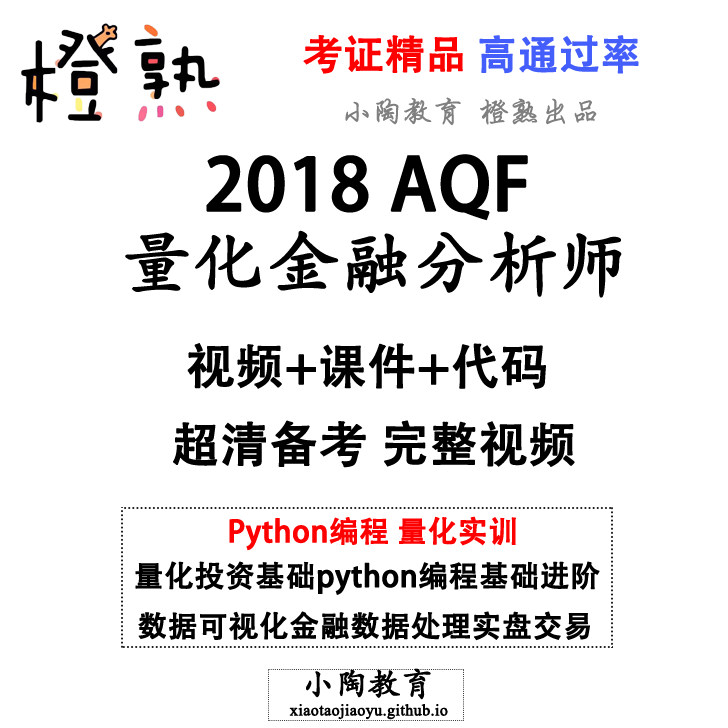 橙熟
考证精品 高通过率
小陶教育 橙熟出品
2018 AQF
量化金融分析师
视频+课件+代码
超清备考 完整视频
Python编程 量化实训
量化投资基础python编程基础进阶
数据可视化金融数据处理实盘交易
小陶教育
xiaotaojiaoyu.github.io